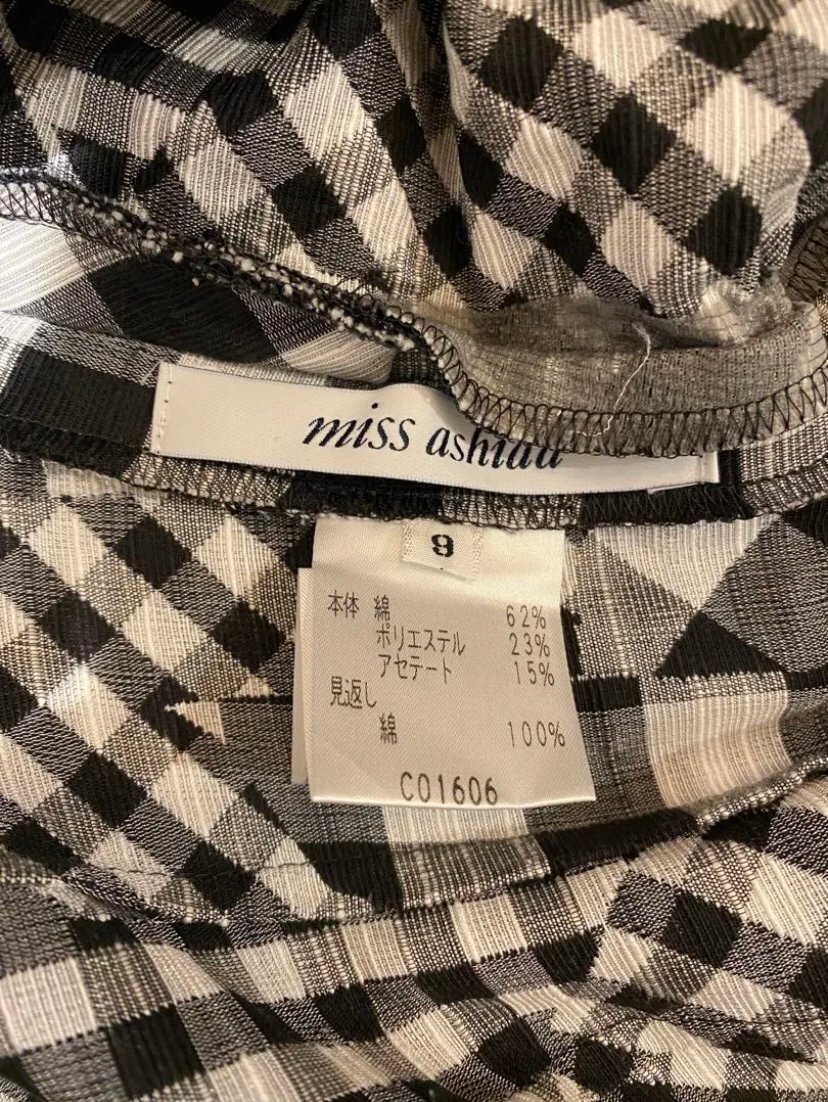 miss ashida
9
本体 綿 62%
ポリエステル 23%
アセテート 15%
見返し
綿 100%
C01606